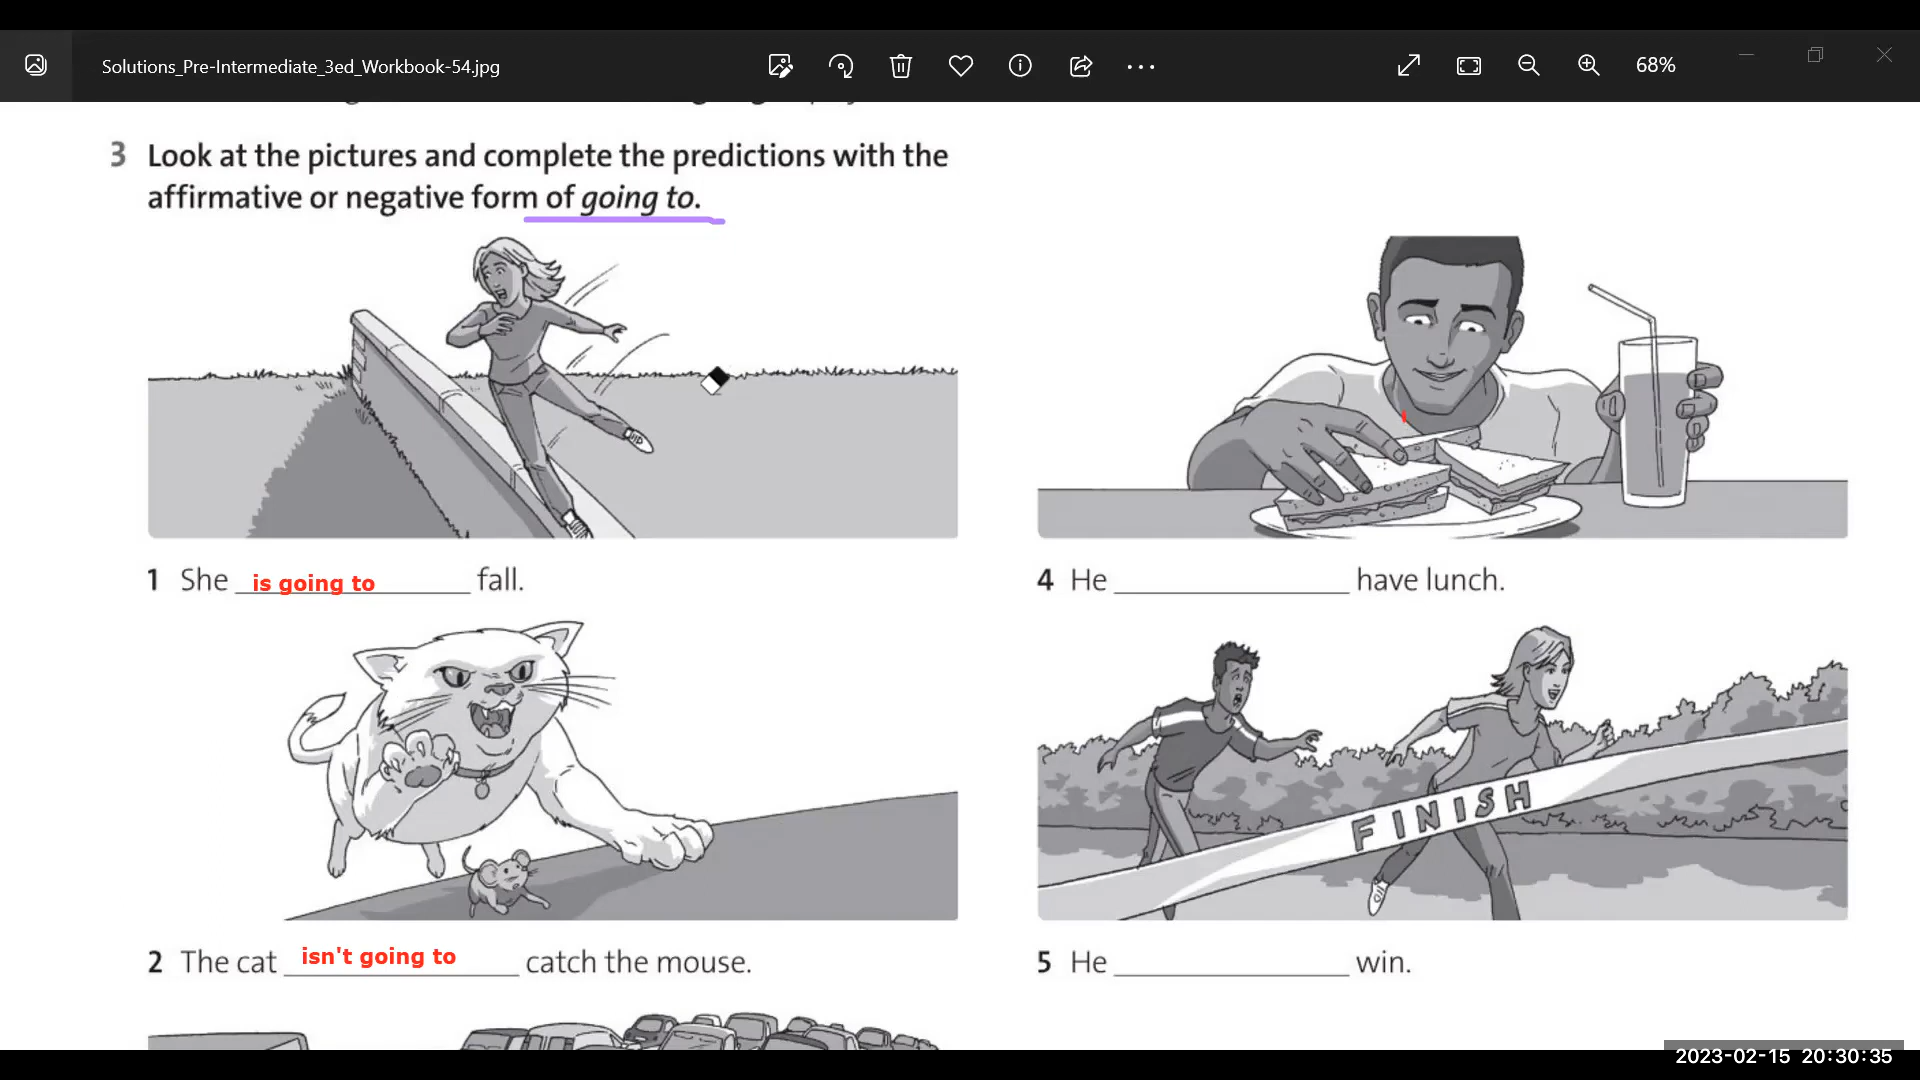 Solutions_Pre-Intermediate_3ed_Workbook-54.jpg
68%
3 Look at the pictures and complete the predictions with the
affirmative or negative form of going to.
1 She is going to fall.
4 He ____ have lunch.
FINISH
2 The cat isn't going to catch the mouse.
5 He ____ win.
2023-02-15 20:30:35